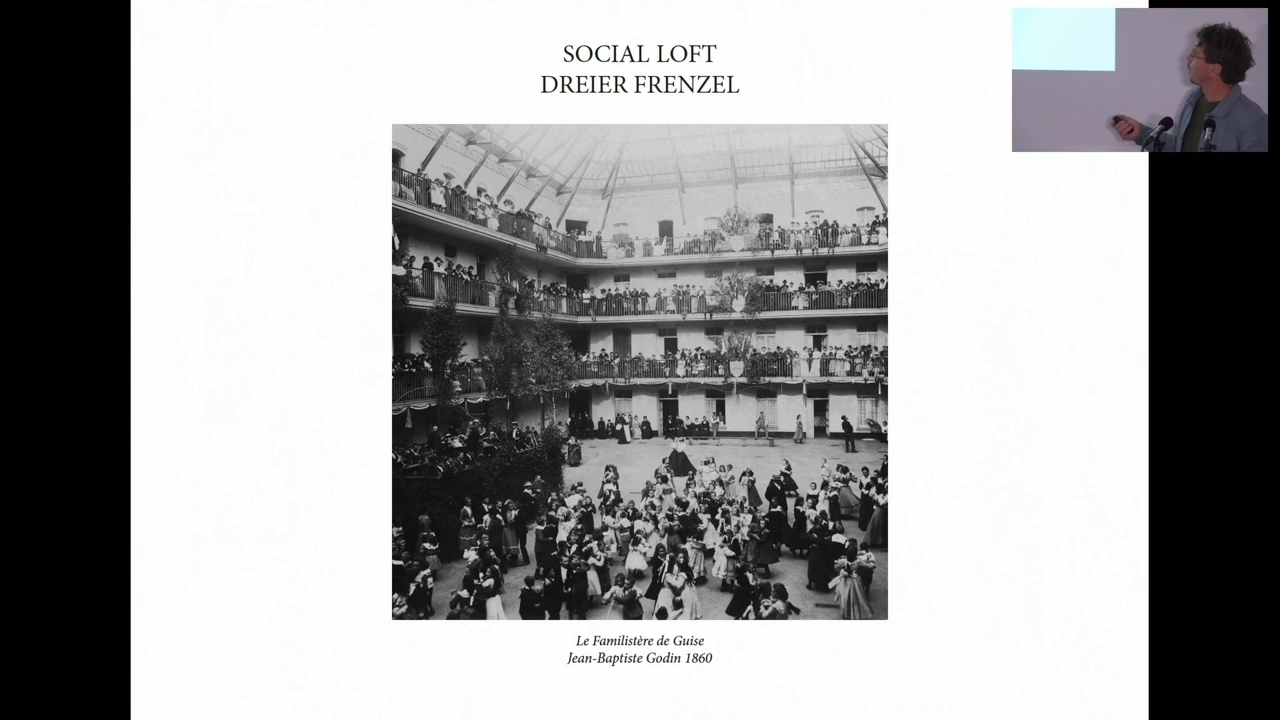 SOCIAL LOFT
DREIER FRENZEL
Le Familistère de Guise
Jean-Baptiste Godin 1860